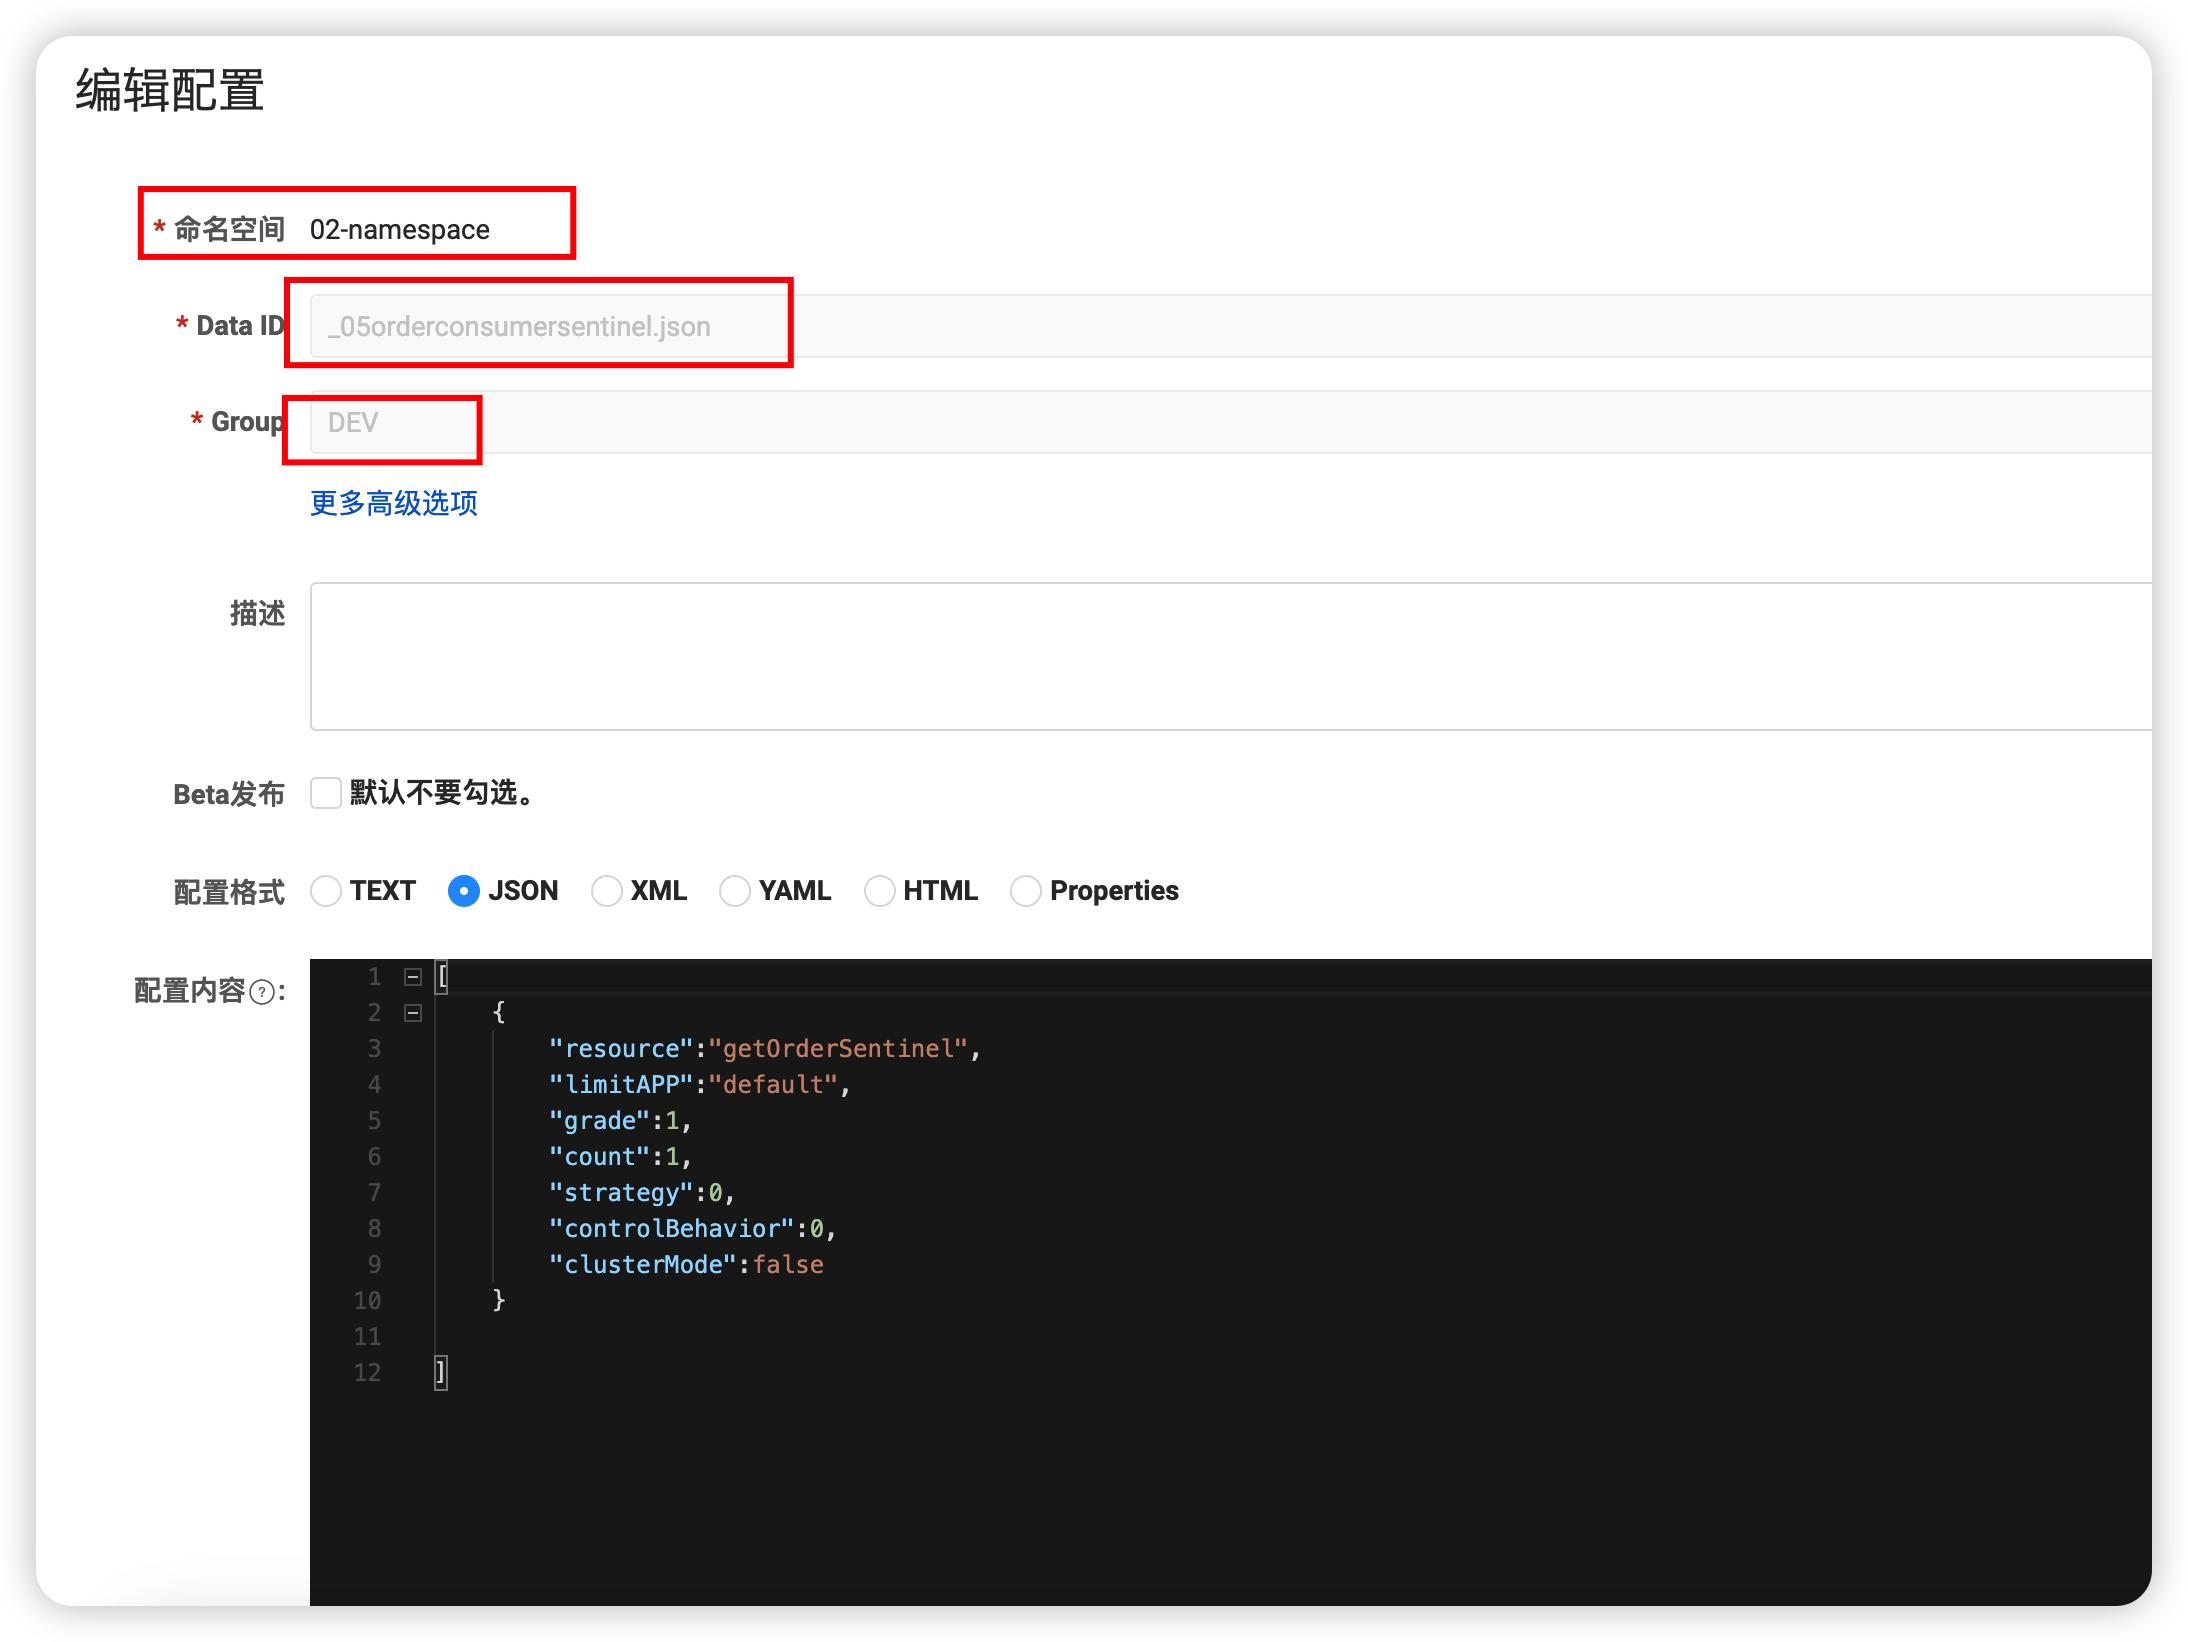 编辑配置
* 命名空间 02-namespace
* Data ID _05orderconsumersentinel.json
* Group DEV
更多高级选项
描述
Beta发布 默认不要勾选。
配置格式 TEXT JSON XML YAML HTML Properties
配置内容?:
1 [
2 {
3 "resource":"getOrderSentinel",
4 "limitAPP":"default",
5 "grade":1,
6 "count":1,
7 "strategy":0,
8 "controlBehavior":0,
9 "clusterMode":false
10 }
11
12 ]